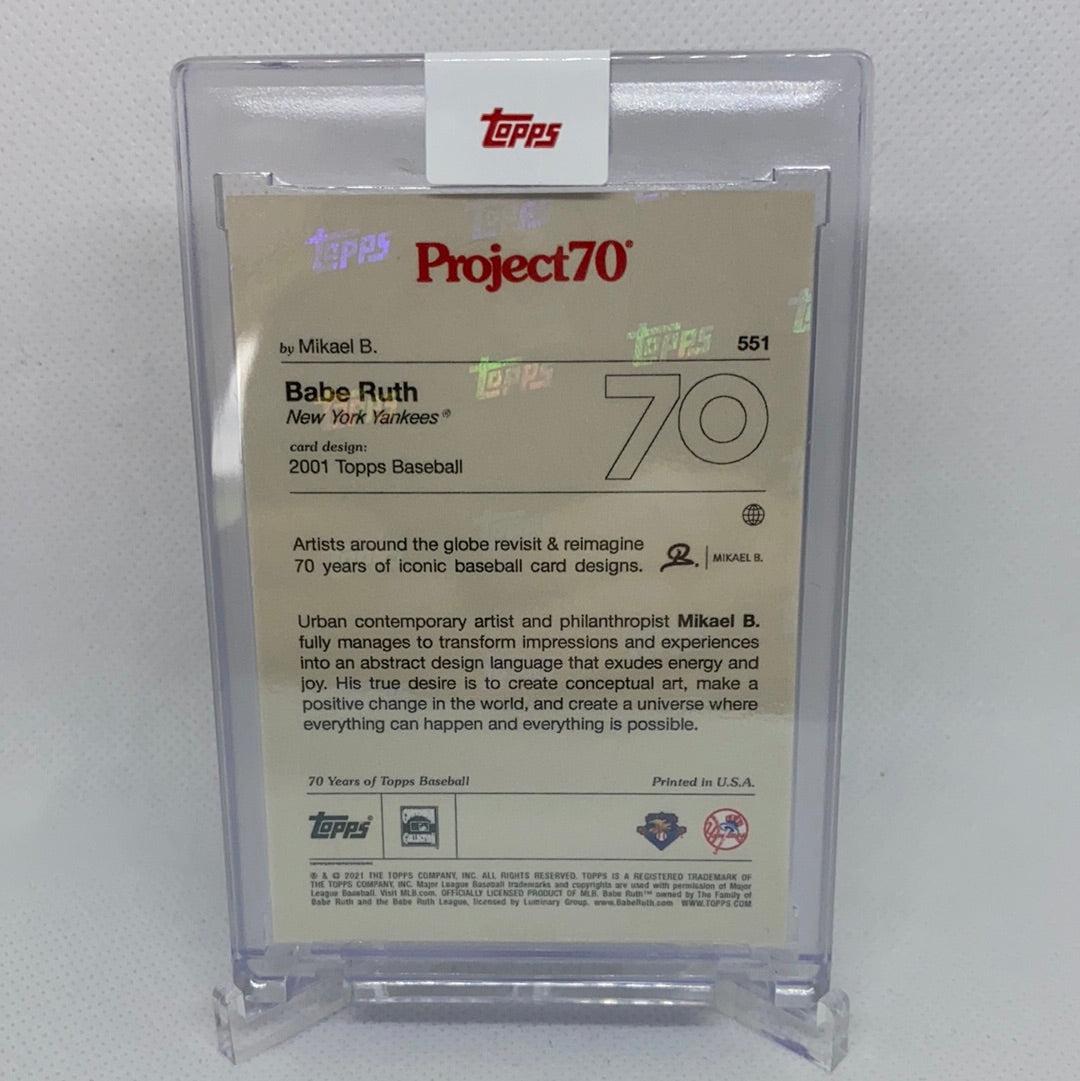 Topps
Topps
Project70®
by Mikael B.
551
Babe Ruth
New York Yankees®
70
card design:
2001 Topps Baseball
Artists around the globe revisit & reimagine
70 years of iconic baseball card designs.
MIKAEL B.
Urban contemporary artist and philanthropist Mikael B.
fully manages to transform impressions and experiences
into an abstract design language that exudes energy and
joy. His true desire is to create conceptual art, make a
positive change in the world, and create a universe where
everything can happen and everything is possible.
70 Years of Topps Baseball
Printed in U.S.A.
Topps®
® & © 2021 THE TOPPS COMPANY, INC. ALL RIGHTS RESERVED. TOPPS IS A REGISTERED TRADEMARK OF
THE TOPPS COMPANY, INC. Major League Baseball trademarks and copyrights are used with permission of Major
League Baseball. Visit MLB.com. OFFICIALLY LICENSED PRODUCT OF MLB. Babe Ruth™ owned by The Family of
Babe Ruth and the Babe Ruth League, licensed by Luminary Group. www.BabeRuth.com WWW.TOPPS.COM